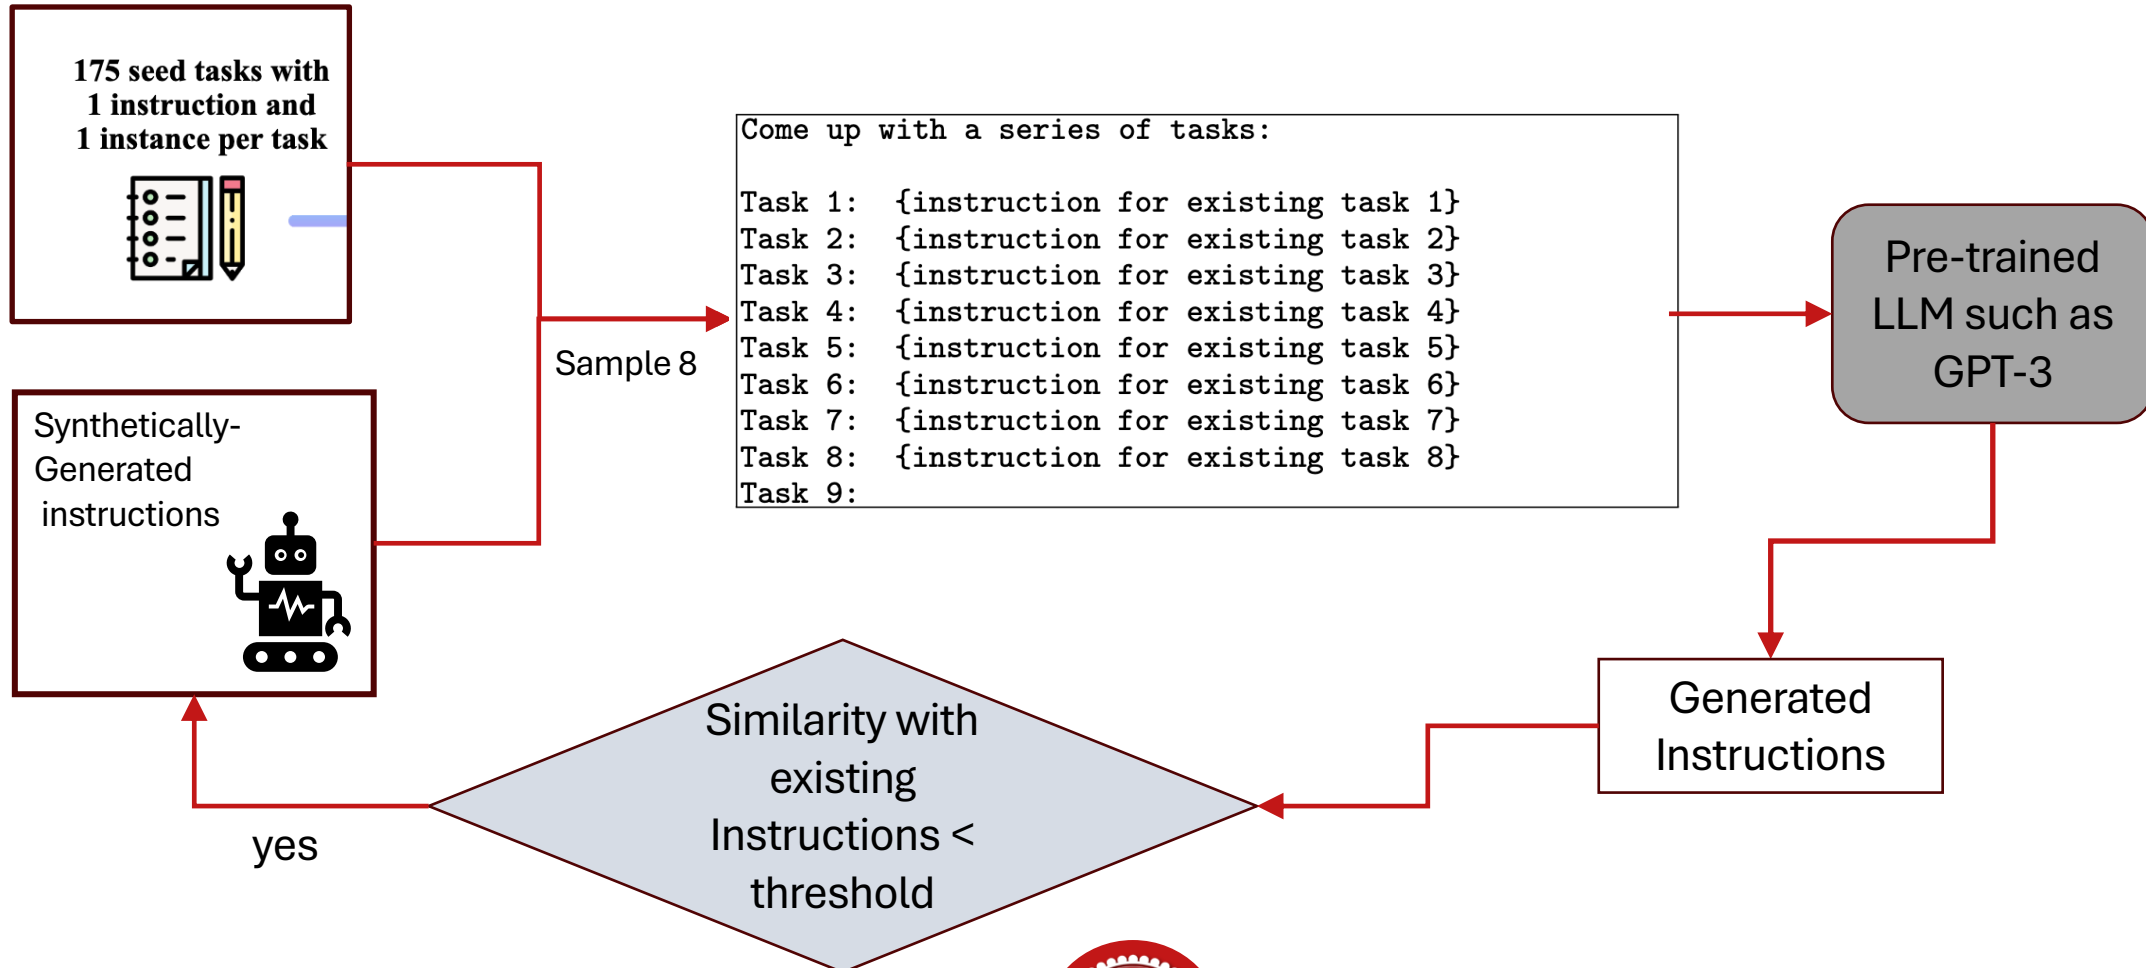 175 seed tasks with
1 instruction and
1 instance per task
Synthetically-
Generated
instructions
Sample 8
Come up with a series of tasks:
Task 1: {instruction for existing task 1}
Task 2: {instruction for existing task 2}
Task 3: {instruction for existing task 3}
Task 4: {instruction for existing task 4}
Task 5: {instruction for existing task 5}
Task 6: {instruction for existing task 6}
Task 7: {instruction for existing task 7}
Task 8: {instruction for existing task 8}
Task 9:
Pre-trained
LLM such as
GPT-3
Generated
Instructions
Similarity with
existing
Instructions <
threshold
yes